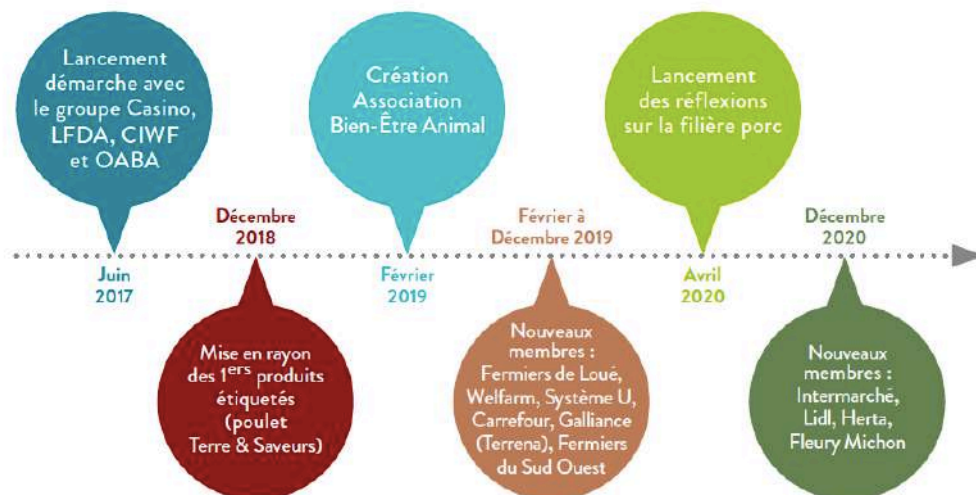 Lancement
démarche avec
le groupe Casino,
LFDA, CIWF
et OABA
Juin
2017
Décembre
2018
Mise en rayon
des 1ers produits
étiquetés
(poulet
Terre & Saveurs)
Création
Association
Bien-Être Animal
Février
2019
Février à
Décembre 2019
Nouveaux
membres :
Fermiers de Loué,
Welfarm, Système U,
Carrefour, Galliance
(Terrena), Fermiers
du Sud Ouest
Lancement
des réflexions
sur la filière porc
Avril
2020
Décembre
2020
Nouveaux
membres :
Intermarché,
Lidl, Herta,
Fleury Michon